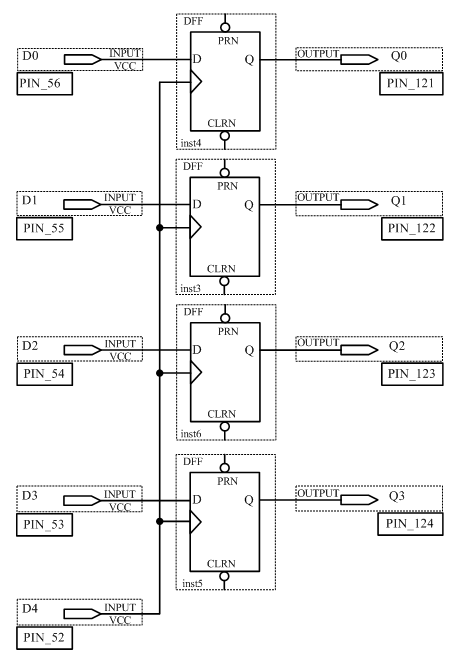 DFF
PRN
D0 INPUT VCC
D Q
OUTPUT Q0
PIN_56
PIN_121
CLRN
inst4
DFF
PRN
D1 INPUT VCC
D Q
OUTPUT Q1
PIN_55
PIN_122
CLRN
inst3
DFF
PRN
D2 INPUT VCC
D Q
OUTPUT Q2
PIN_54
PIN_123
CLRN
inst6
DFF
PRN
D3 INPUT VCC
D Q
OUTPUT Q3
PIN_53
PIN_124
CLRN
inst5
D4 INPUT VCC
PIN_52